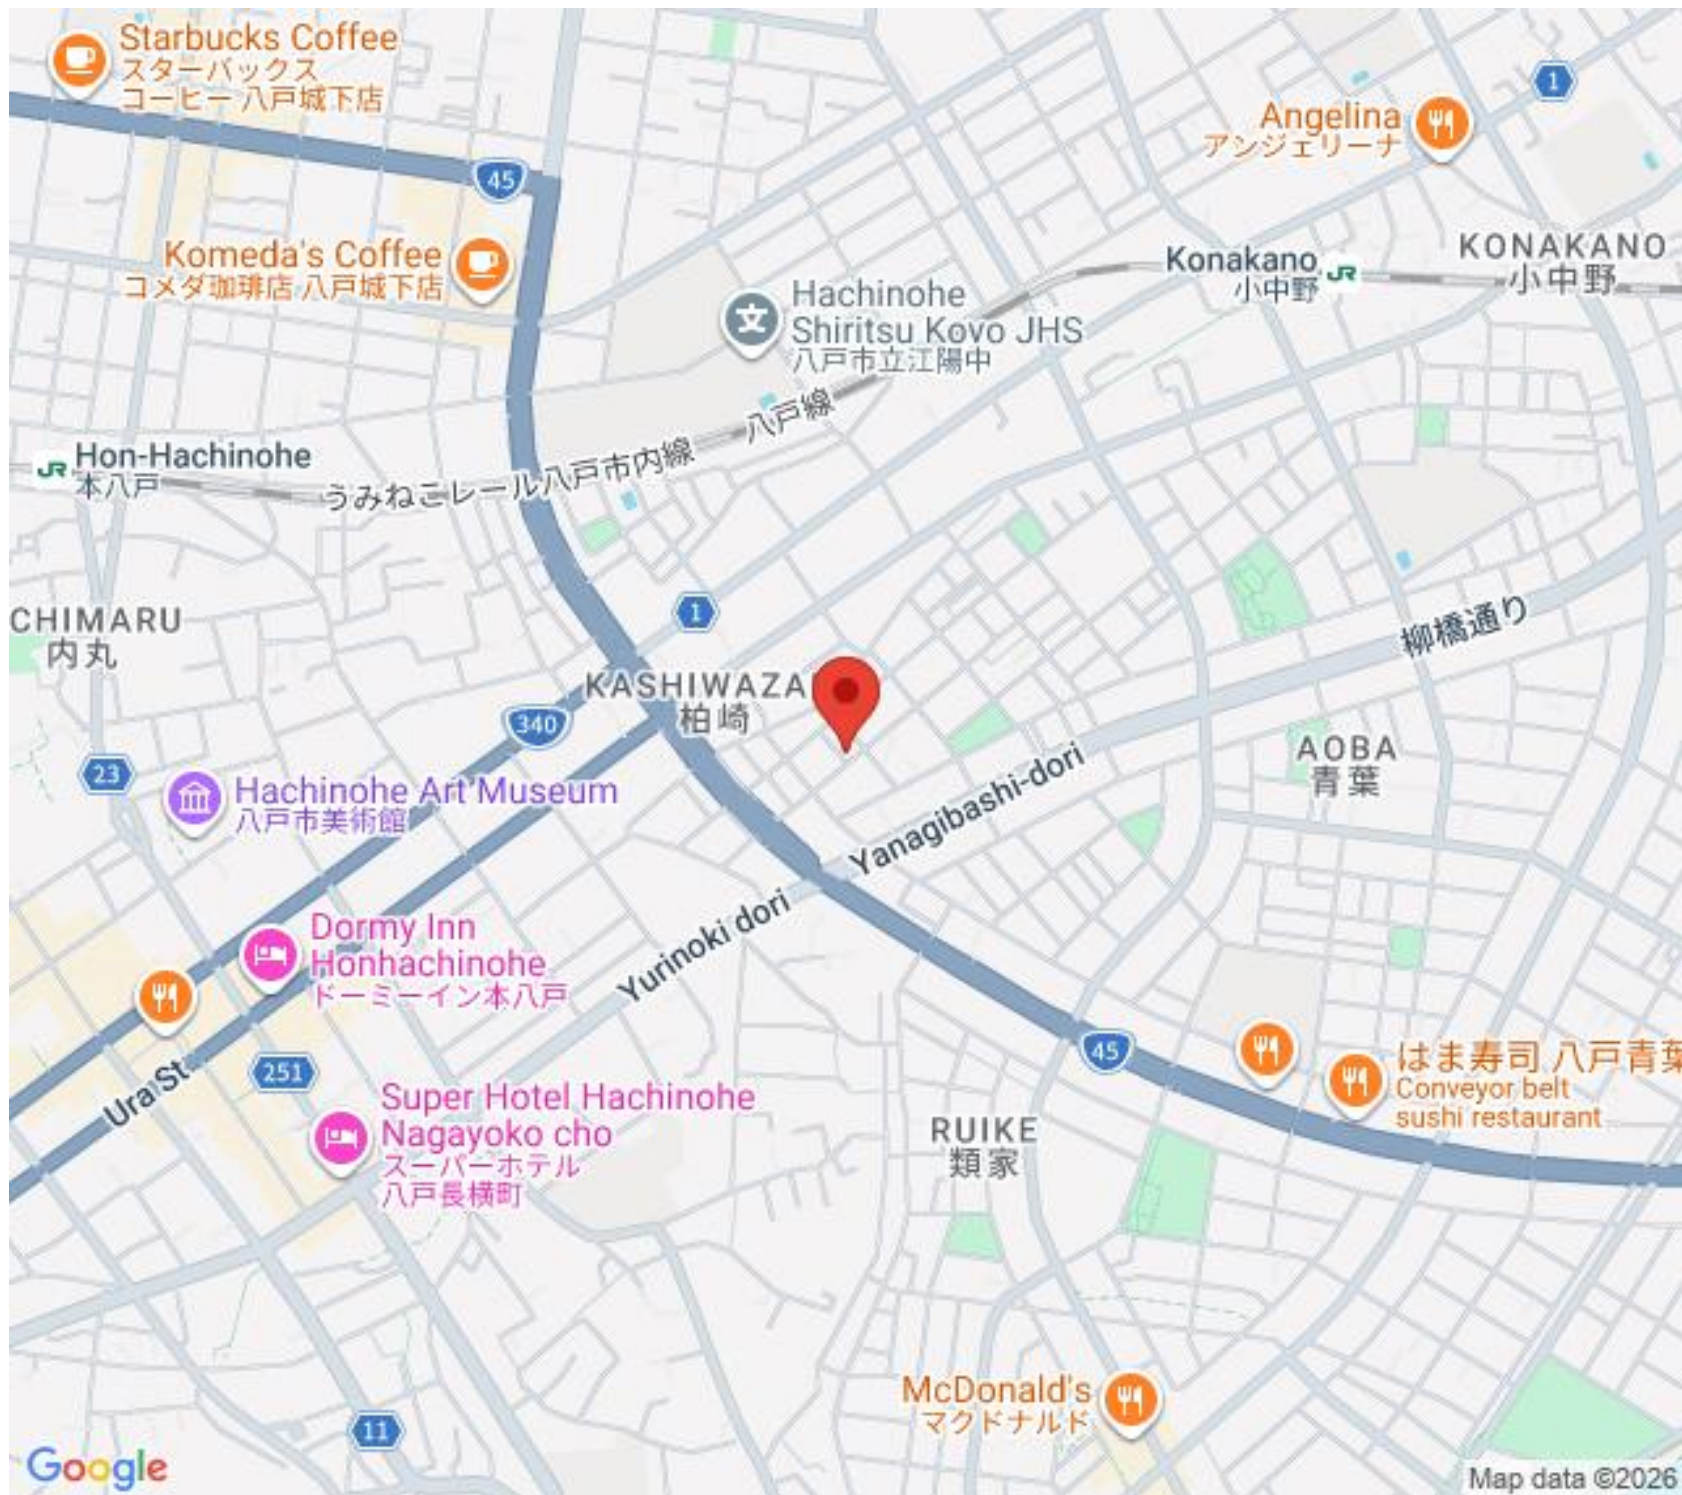 Starbucks Coffee
スターバックス
コーヒー 八戸城下店
1
Angelina
アンジェリーナ
45
Komeda's Coffee
コメダ珈琲店 八戸城下店
Konakano
小中野
JR
KONAKANO
小中野
Hachinohe
Shiritsu Kovo JHS
八戸市立江陽中
文
八戸線
うみねこレール八戸市内線
JR
Hon-Hachinohe
本八戸
1
CHIMARU
内丸
柳橋通り
KASHIWAZA
柏崎
340
23
AOBA
青葉
Hachinohe Art Museum
八戸市美術館
Yanagibashi-dori
Yurinoki dori
Dormy Inn
Honhachinohe
ドーミーイン本八戸
Ura St
251
45
はま寿司 八戸青葉
Conveyor belt
sushi restaurant
Super Hotel Hachinohe
Nagayoko cho
スーパーホテル
八戸長横町
RUIKE
類家
McDonald's
マクドナルド
11
Google
Map data ©2026